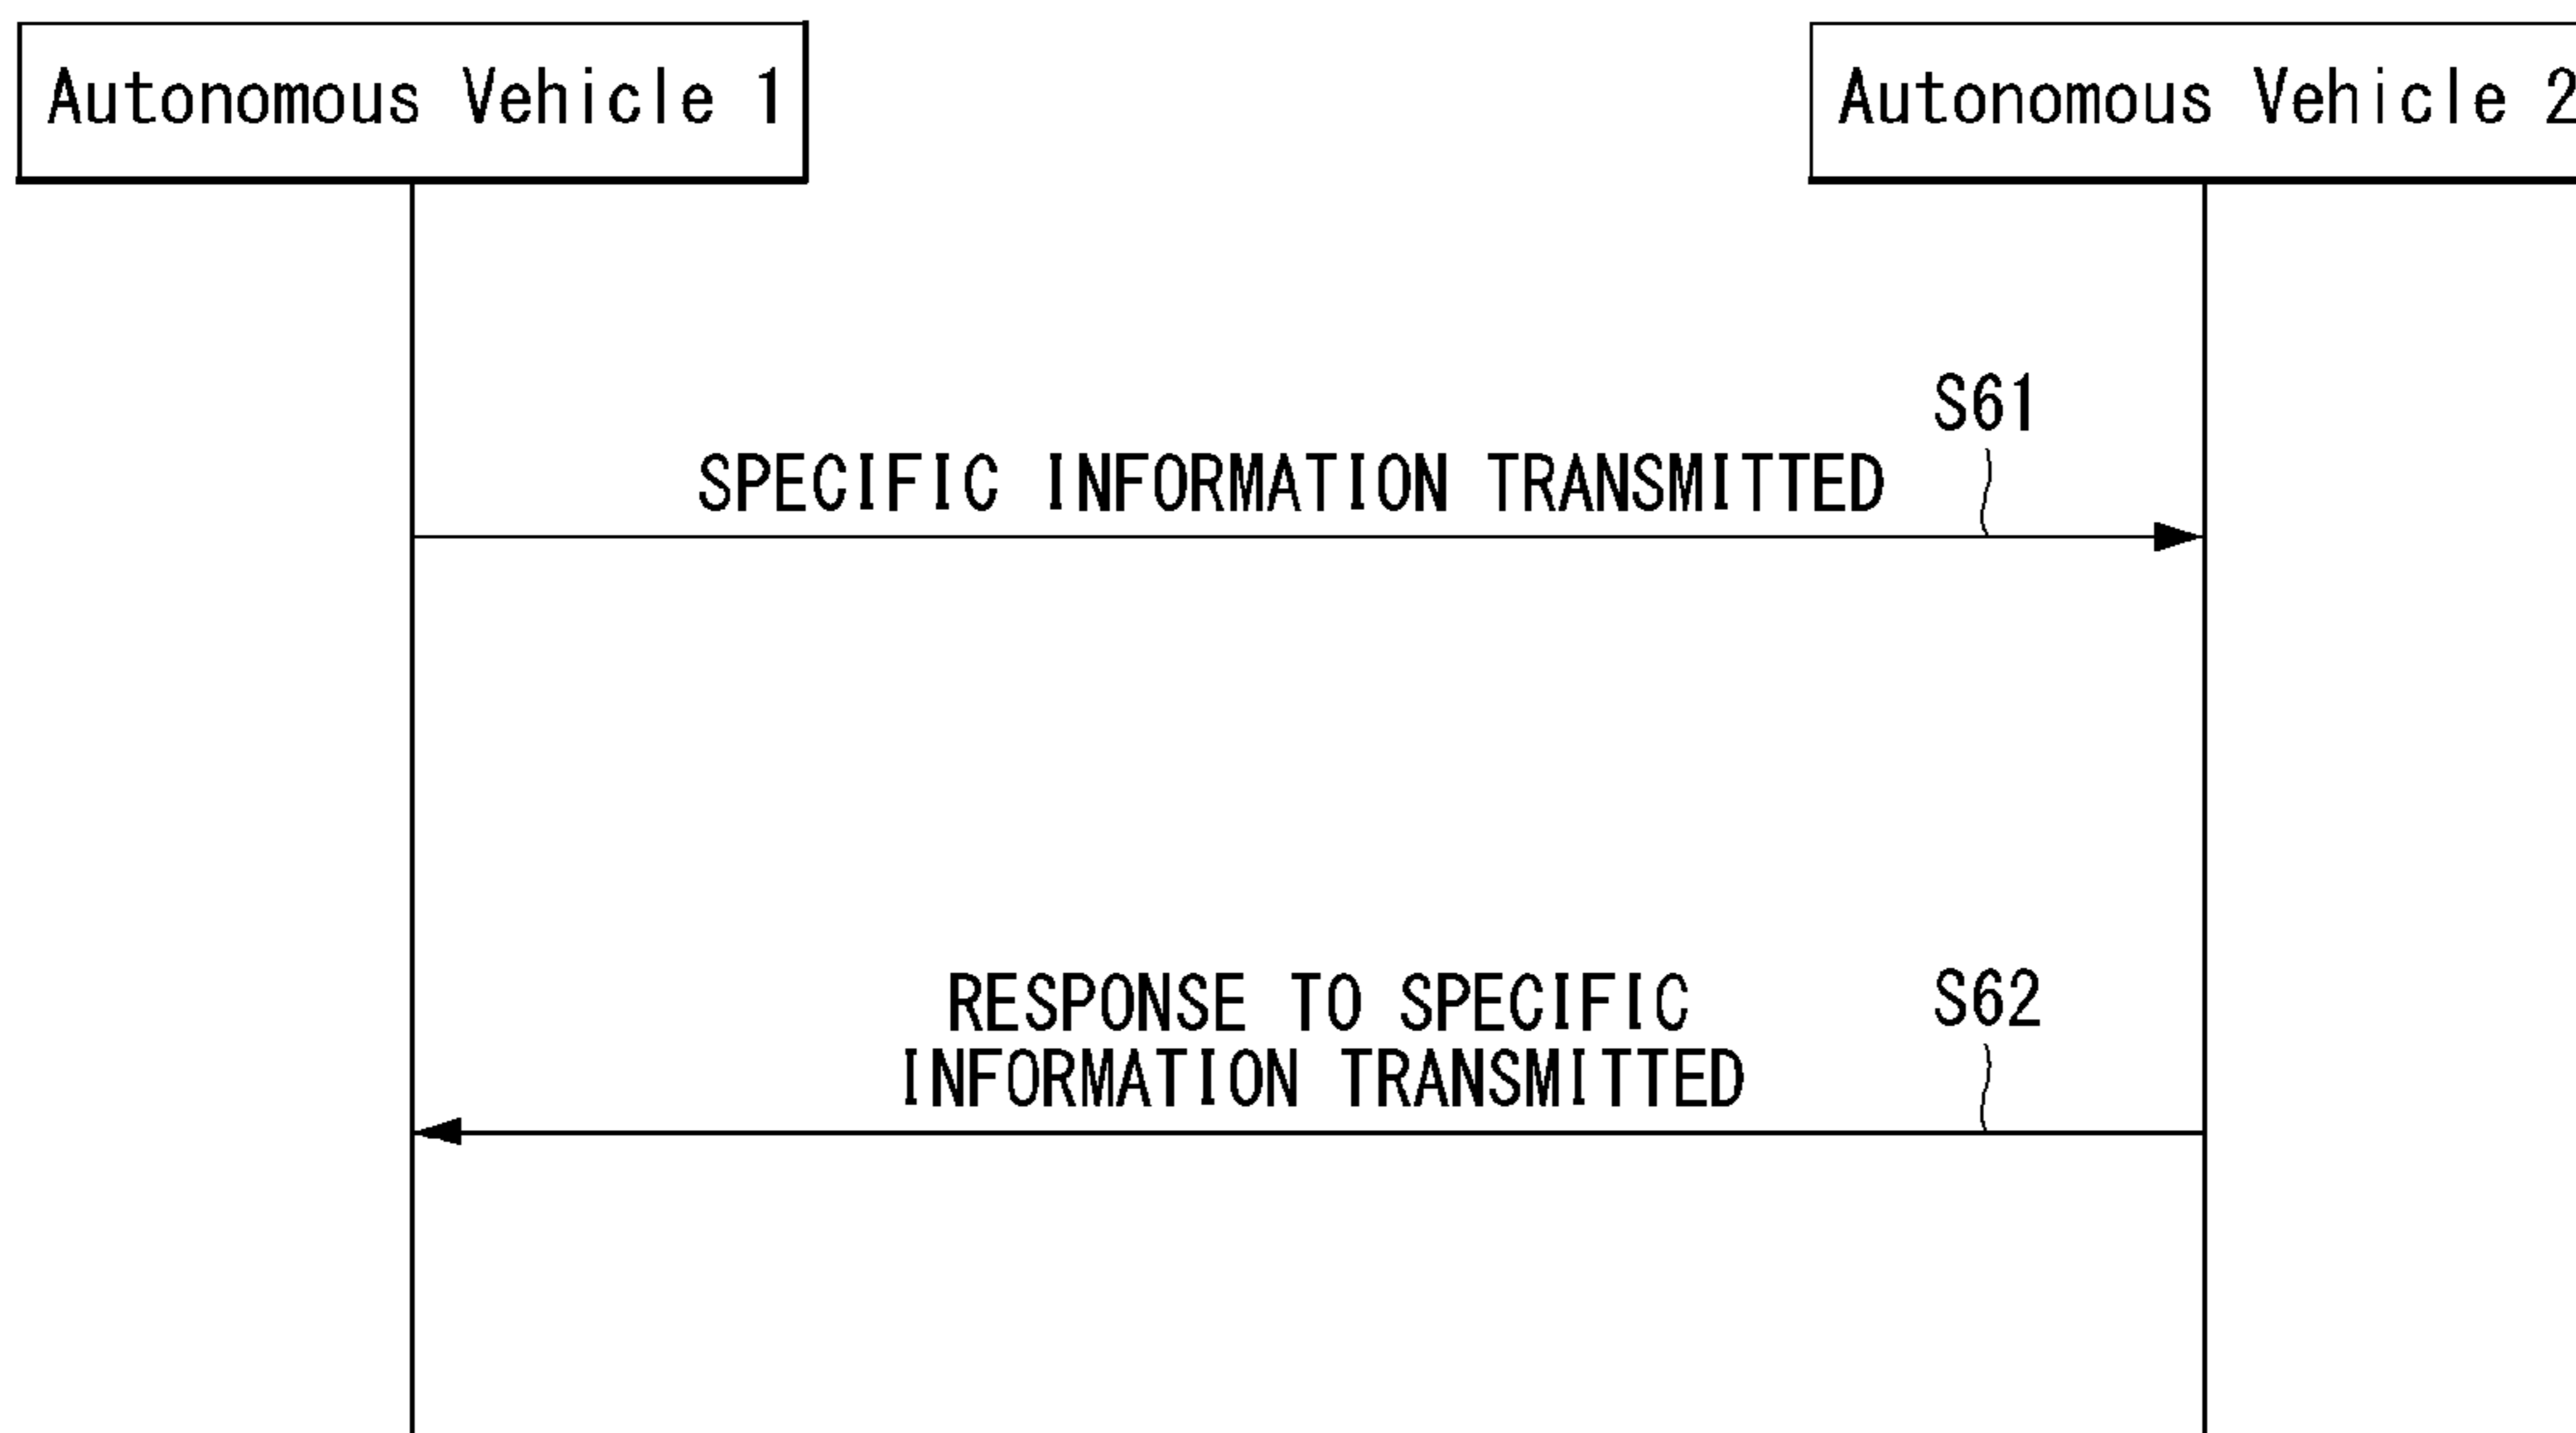 Autonomous Vehicle 1
Autonomous Vehicle 2
S61
SPECIFIC INFORMATION TRANSMITTED
RESPONSE TO SPECIFIC
INFORMATION TRANSMITTED
S62